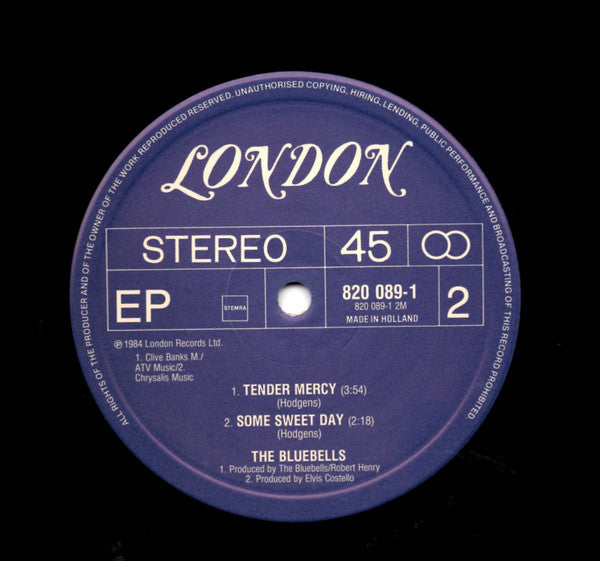 ALL RIGHTS OF THE PRODUCER AND OF THE OWNER OF THE WORK REPRODUCED RESERVED. UNAUTHORISED COPYING, HIRING, LENDING, PUBLIC PERFORMANCE AND BROADCASTING OF THIS RECORD PROHIBITED.
LONDON
STEREO 45
EP STEMRA 820 089-1 2
820 089-1 2M
MADE IN HOLLAND
℗ 1984 London Records Ltd.
1. Clive Banks M./
ATV Music/2.
Chrysalis Music
1. TENDER MERCY (3:54)
(Hodgens)
2. SOME SWEET DAY (2:18)
(Hodgens)
THE BLUEBELLS
1. Produced by The Bluebells/Robert Henry
2. Produced by Elvis Costello